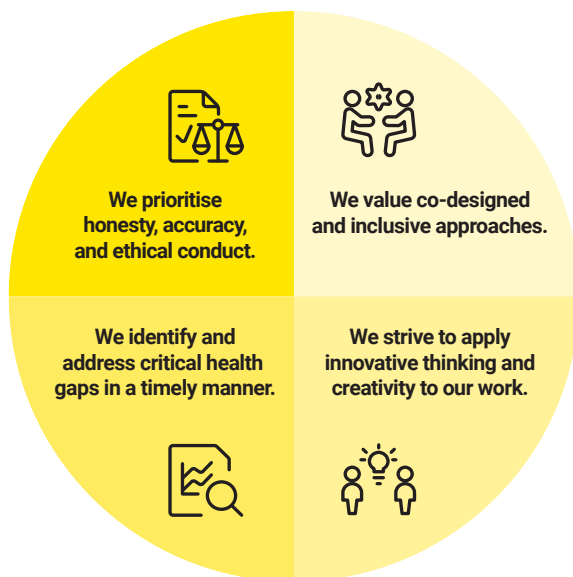 We prioritise
honesty, accuracy,
and ethical conduct.
We value co-designed
and inclusive approaches.
We identify and
address critical health
gaps in a timely manner.
We strive to apply
innovative thinking and
creativity to our work.